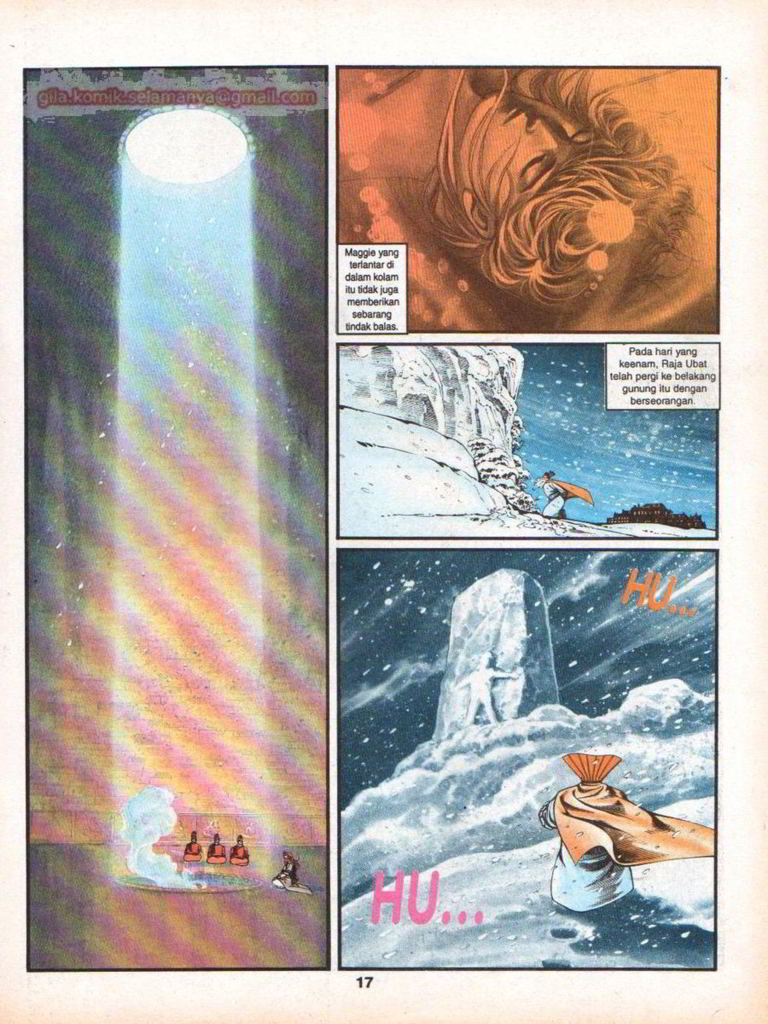 gila.komik.selamanya@gmail.com
Maggie yang
terlantar di
dalam kolam
itu tidak juga
memberikan
sebarang
tindak balas.
Pada hari yang
keenam, Raja Ubat
telah pergi ke belakang
gunung itu dengan
berseorangan.
HU...
HU...
17